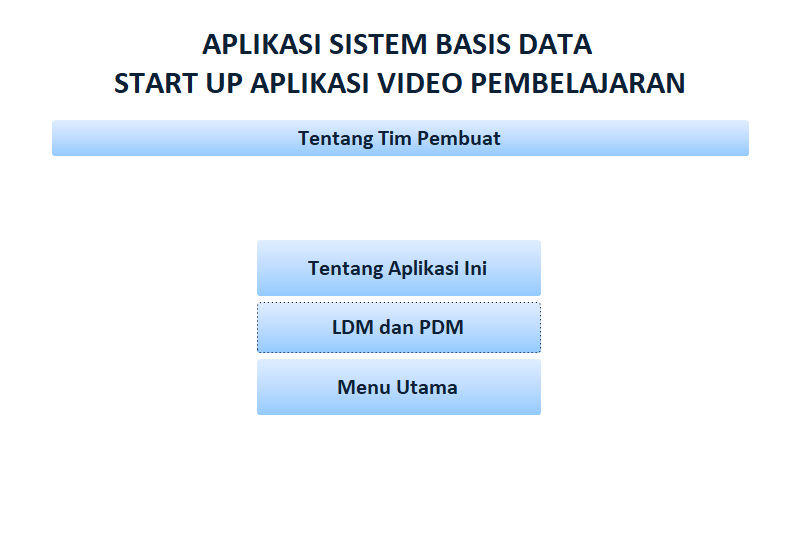 APLIKASI SISTEM BASIS DATA
START UP APLIKASI VIDEO PEMBELAJARAN
Tentang Tim Pembuat
Tentang Aplikasi Ini
LDM dan PDM
Menu Utama